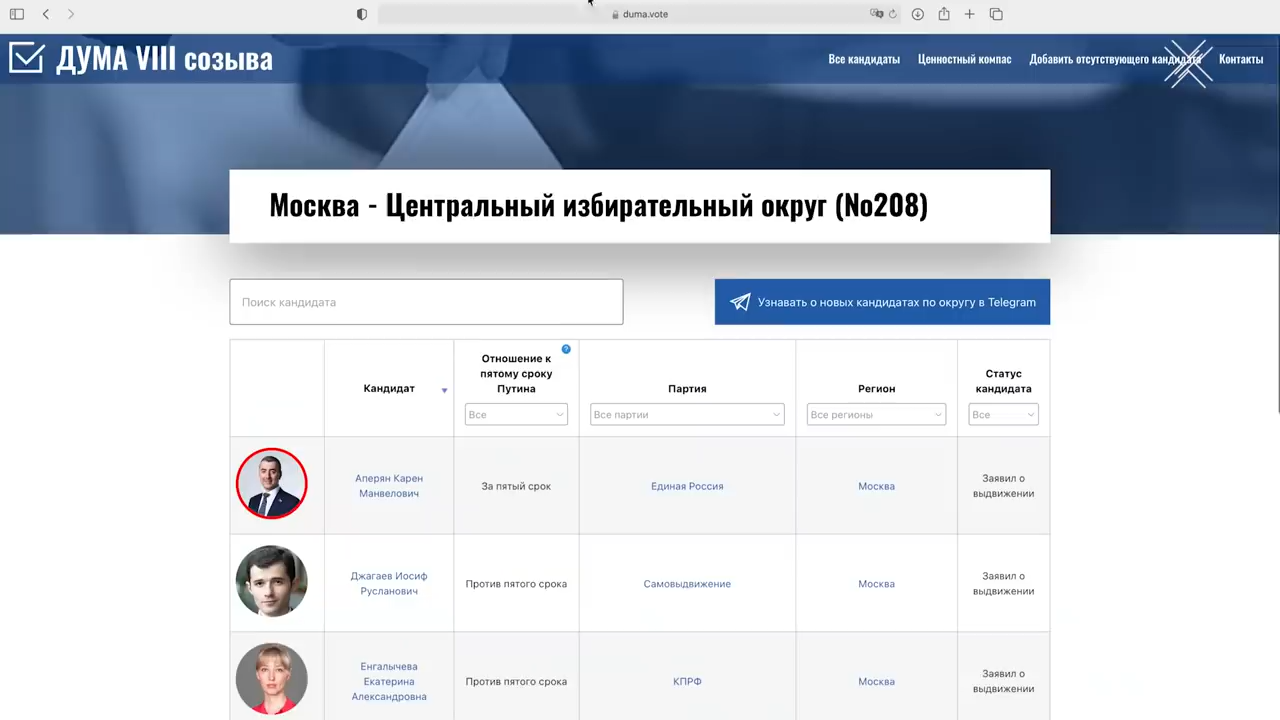 duma.vote
ДУМА VIII созыва
Все кандидаты
Ценностный компас
Добавить отсутствующего кандидата
Контакты
Москва - Центральный избирательный округ (№208)
Поиск кандидата
Узнавать о новых кандидатах по округу в Telegram
Кандидат
Отношение к
пятому сроку
Путина
?
Все
Партия
Все партии
Регион
Все регионы
Статус
кандидата
Все
Аперян Карен
Манвелович
За пятый срок
Единая Россия
Москва
Заявил о
выдвижении
Джагаев Иосиф
Русланович
Против пятого срока
Самовыдвижение
Москва
Заявил о
выдвижении
Енгалычева
Екатерина
Александровна
Против пятого срока
КПРФ
Москва
Заявил о
выдвижении